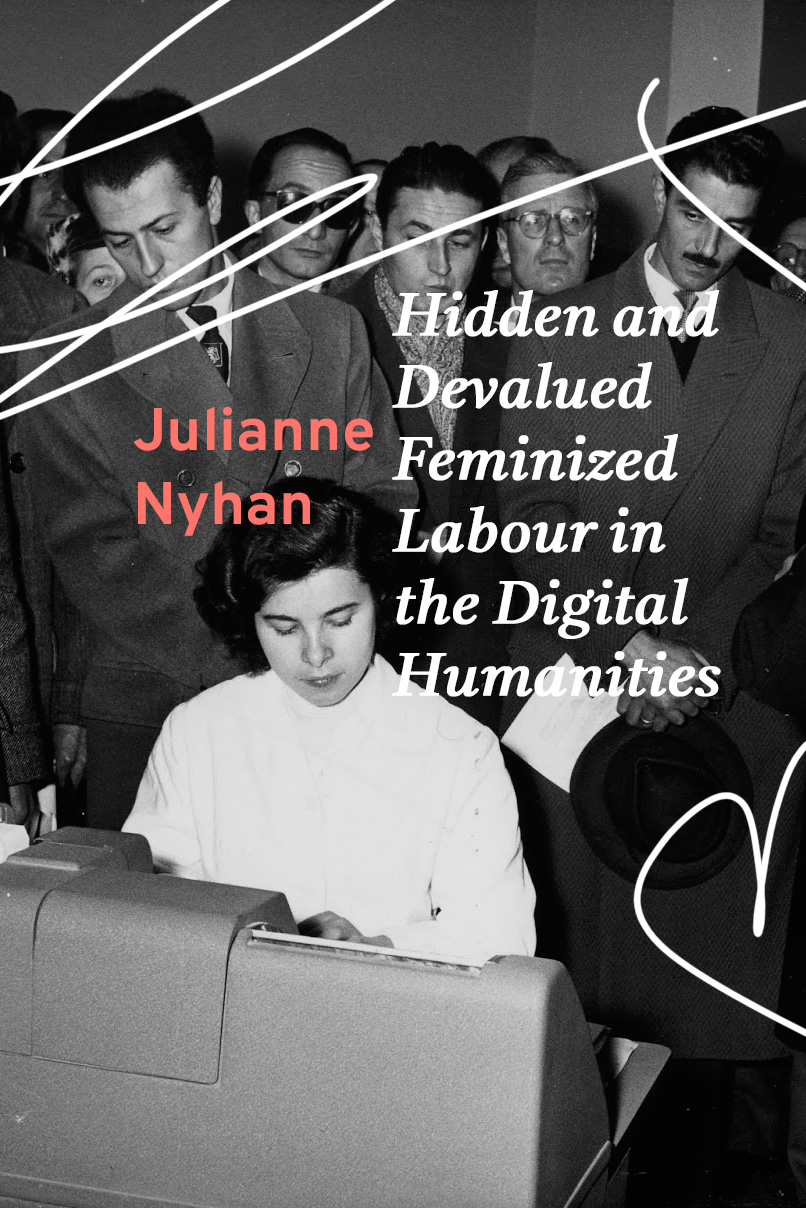 Julianne
Nyhan
Hidden and
Devalued
Feminized
Labour in
the Digital
Humanities